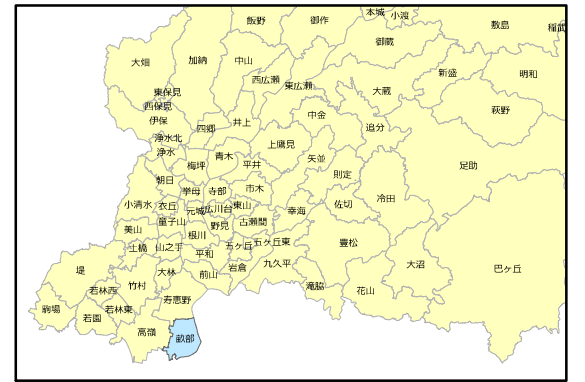 本城 小渡
飯野 御作 敷島 稲武
御蔵
大畑 加納 中山
西広瀬 東広瀬 新盛 明和
東保見 大蔵
西保見 萩野
伊保 井上 中金
四郷 追分
浄水北 上鷹見
浄水 青木 矢並
梅坪 平井 足助
則定
朝日 挙母 寺部 市木
小清水 衣丘 佐切 冷田
元城 広川台 東山 幸海
童子山 野見 古瀬間
美山 根川
土橋 山之手 五ケ丘 五ケ丘東 豊松
平和
堤 大林 前山 岩倉 九久平 大沼 巴ケ丘
竹村 滝脇 花山
若林西 寿恵野
駒場 若園 若林東
高嶺 畝部